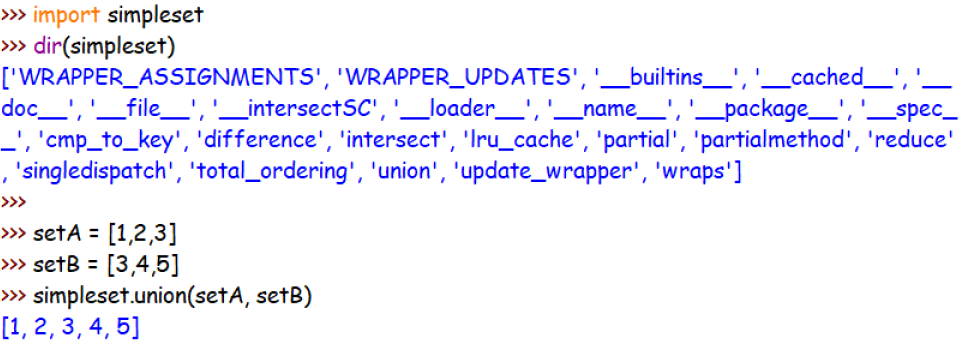 >>> import simpleset
>>> dir(simpleset)
['WRAPPER_ASSIGNMENTS', 'WRAPPER_UPDATES', '__builtins__', '__cached__', '__
doc__', '__file__', '__intersectSC', '__loader__', '__name__', '__package__', '__spec_
_', 'cmp_to_key', 'difference', 'intersect', 'lru_cache', 'partial', 'partialmethod', 'reduce'
, 'singledispatch', 'total_ordering', 'union', 'update_wrapper', 'wraps']
>>>
>>> setA = [1,2,3]
>>> setB = [3,4,5]
>>> simpleset.union(setA, setB)
[1, 2, 3, 4, 5]